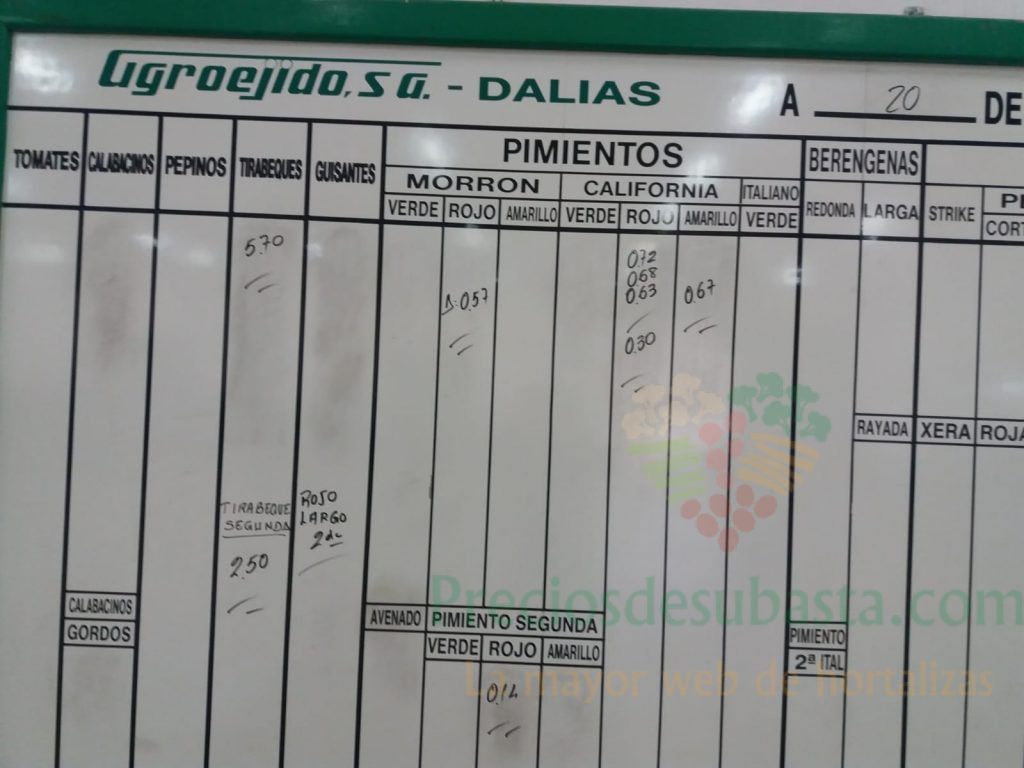 Agroejido, S A. - DALIAS
A 20 DE
TOMATES
CALABACINOS
PEPINOS
TIRABEQUES
GUISANTES
PIMIENTOS
MORRON
VERDE ROJO AMARILLO
CALIFORNIA
VERDE ROJO AMARILLO
ITALIANO
VERDE
BERENGENAS
REDONDA LARGA
STRIKE
CORT
5.70
0.57
0.72
0.68
0.63
0.30
0.67
RAYADA XERA ROJA
TIRABEQUE
SEGUNDA
2.50
ROJO
LARGO
2da
CALABACINOS
GORDOS
AVENADO
PIMIENTO SEGUNDA
VERDE ROJO AMARILLO
0.14
PIMIENTO
2ª ITAL
Preciosdesubasta.com
La mayor web de hortalizas